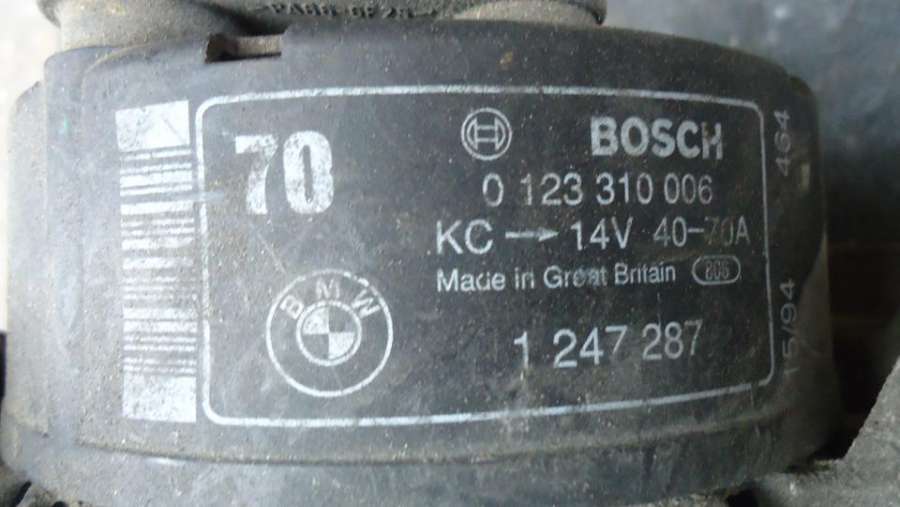 70
BOSCH
0 123 310 006
KC → 14V 40-70A
Made in Great Britain
BMW
1 247 287
464
15/94